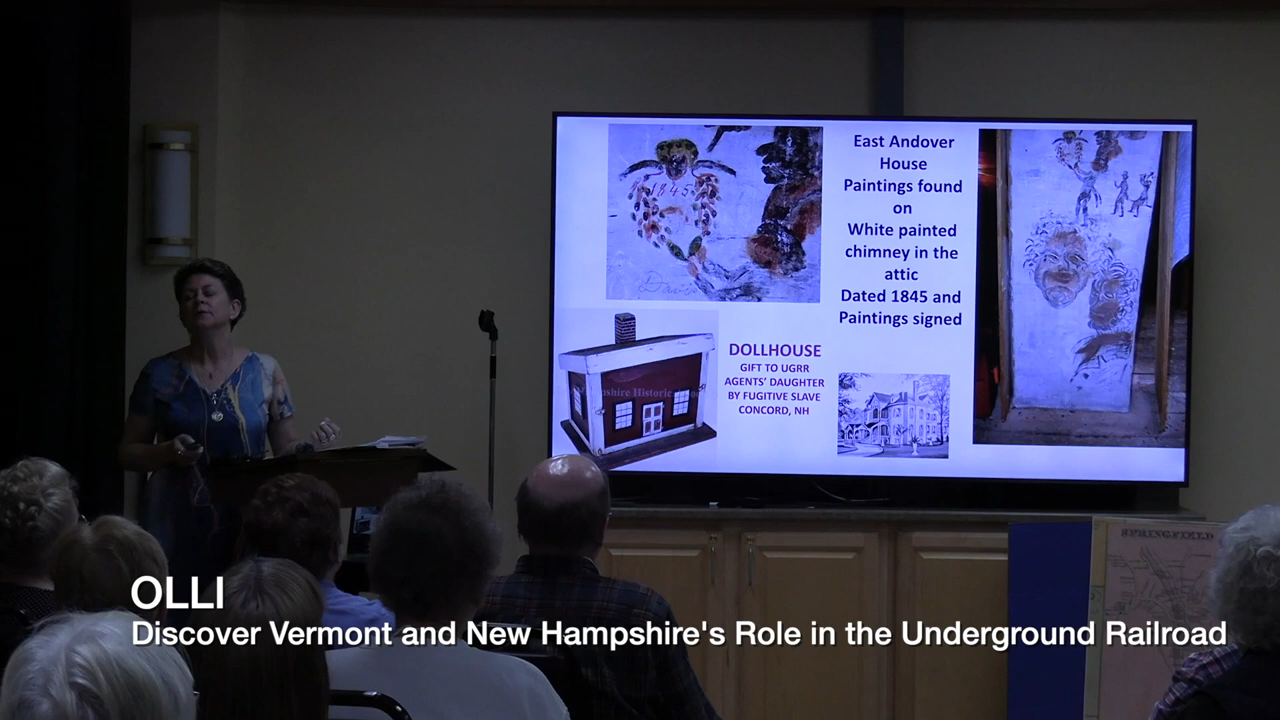 1845
East Andover
House
Paintings found
on
White painted
chimney in the
attic
Dated 1845 and
Paintings signed
DOLLHOUSE
GIFT TO UGRR
AGENTS' DAUGHTER
BY FUGITIVE SLAVE
CONCORD, NH
SPRINGFIELD
OLLI
Discover Vermont and New Hampshire's Role in the Underground Railroad